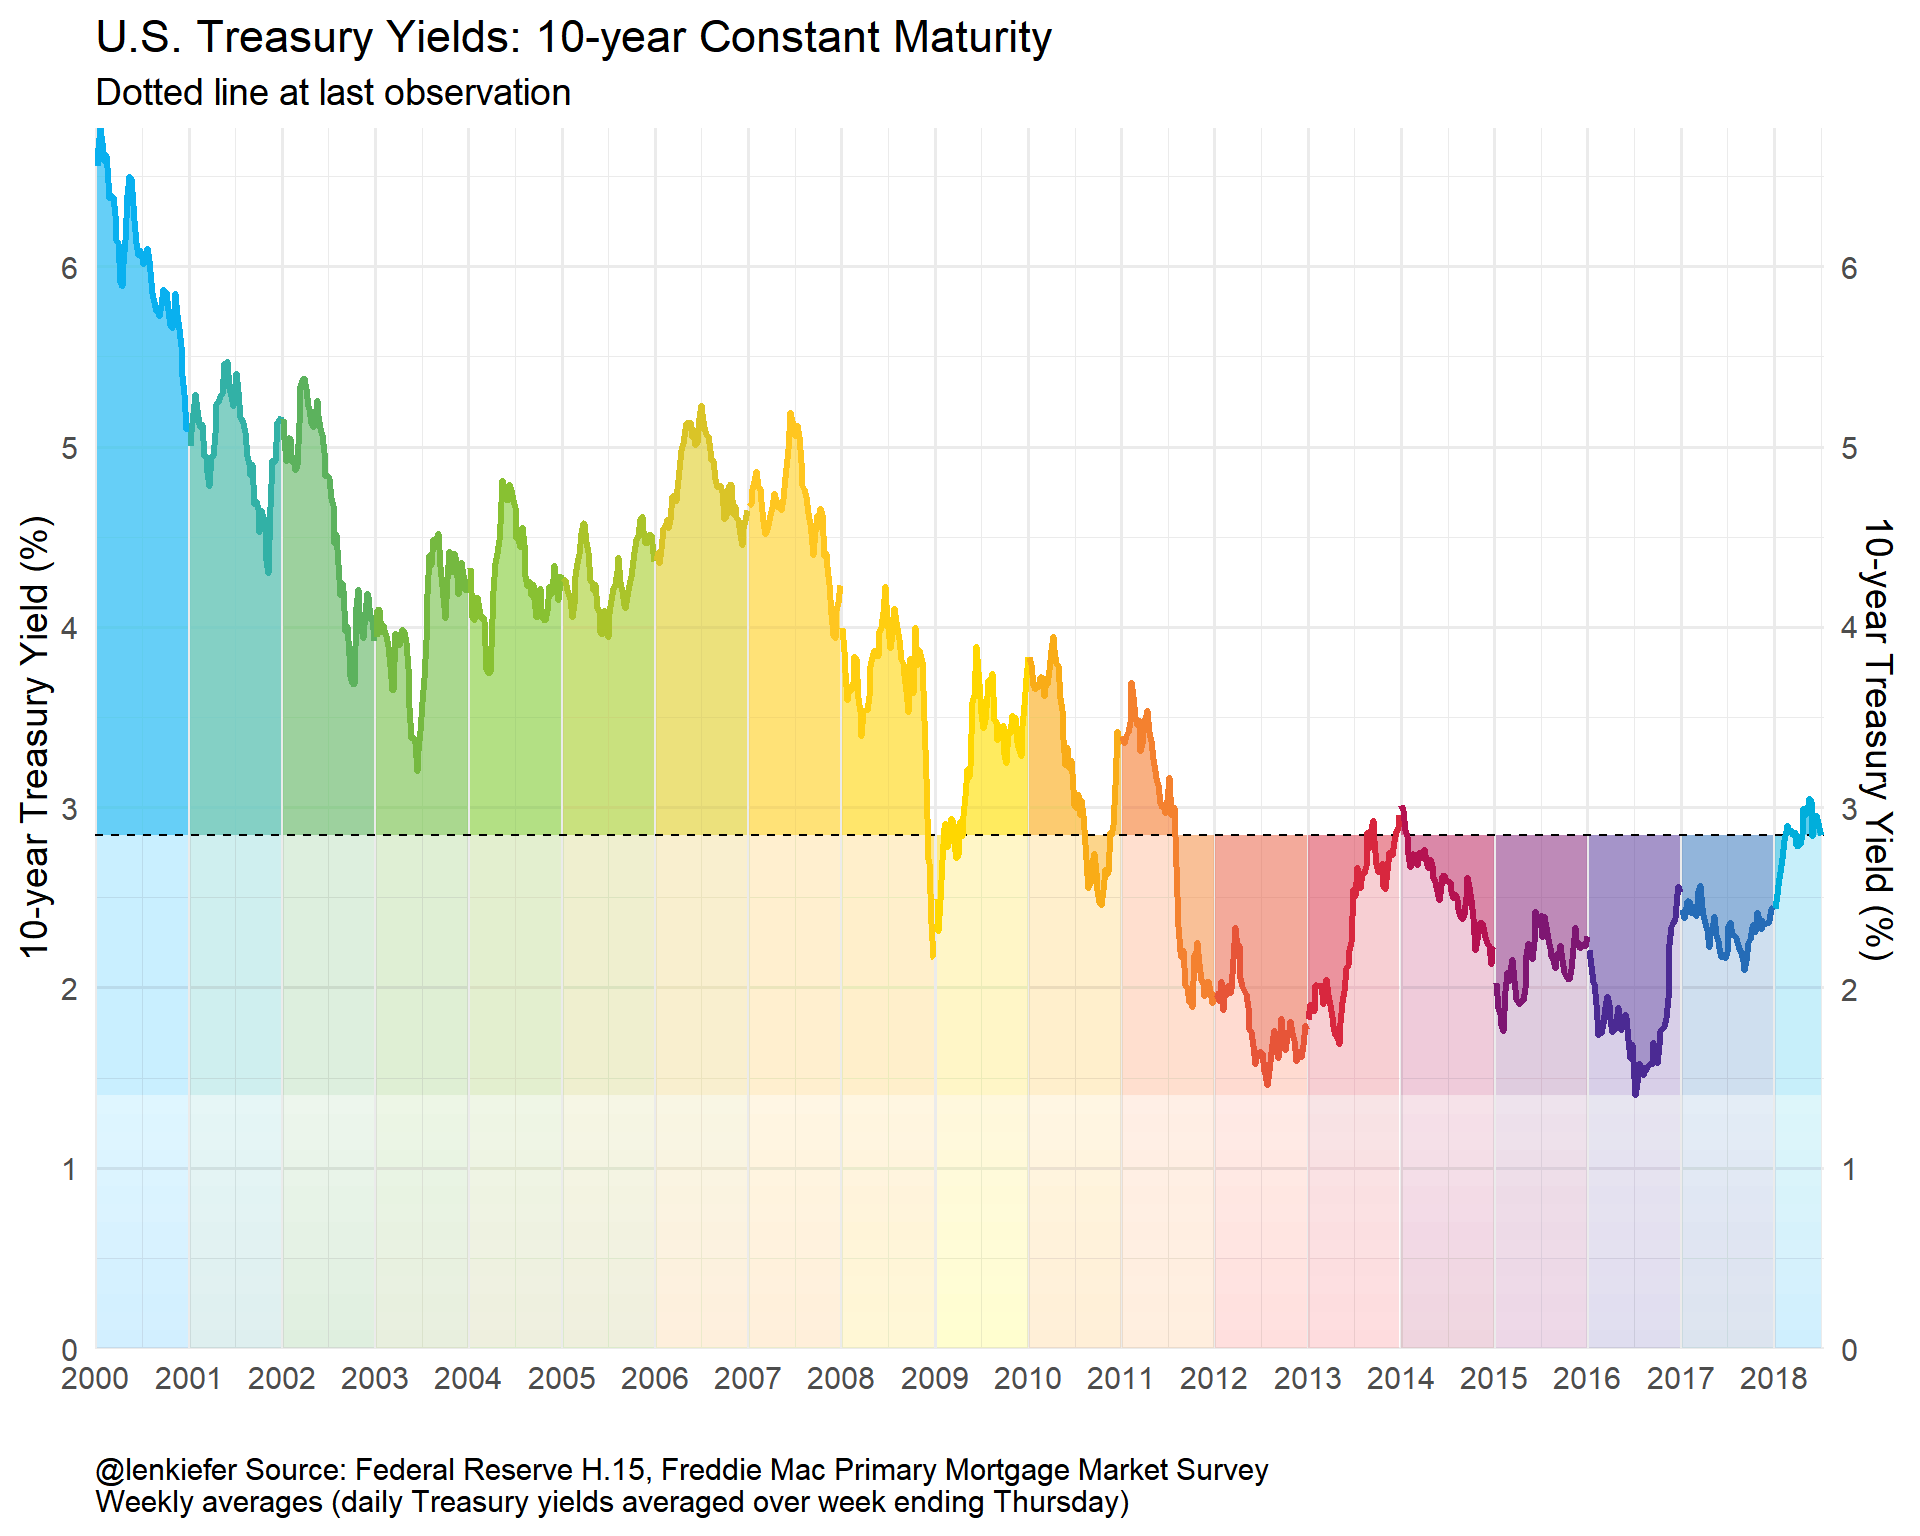 U.S. Treasury Yields: 10-year Constant Maturity
Dotted line at last observation
10-year Treasury Yield (%)
6
5
4
3
2
1
0
6
5
4
3
2
1
0
10-year Treasury Yield (%)
2000 2001 2002 2003 2004 2005 2006 2007 2008 2009 2010 2011 2012 2013 2014 2015 2016 2017 2018
@lenkiefer Source: Federal Reserve H.15, Freddie Mac Primary Mortgage Market Survey
Weekly averages (daily Treasury yields averaged over week ending Thursday)